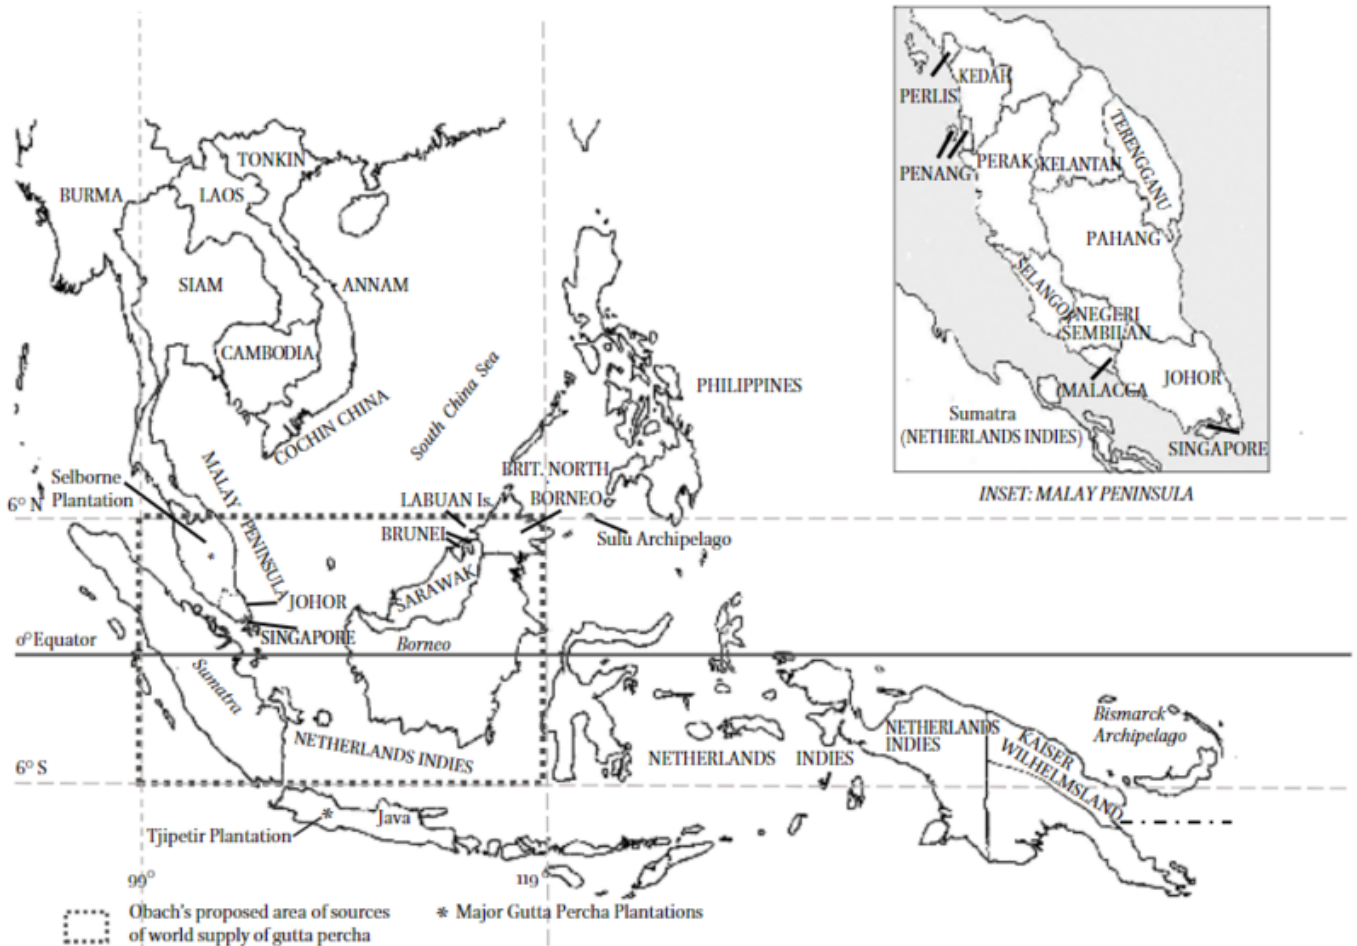 TONKIN
BURMA
LAOS
SIAM
ANNAM
CAMBODIA
COCHIN CHINA
South China Sea
PHILIPPINES
MALAY PENINSULA
Selborne
Plantation
6° N
BRIT. NORTH
BORNEO
LABUAN Is.
BRUNEI
Sulu Archipelago
SARAWAK
JOHOR
SINGAPORE
0° Equator
Borneo
Sumatra
NETHERLANDS INDIES
NETHERLANDS INDIES
NETHERLANDS
INDIES
KAISER
WILHELMSLAND
Bismarck
Archipelago
6° S
Java
Tjipetir Plantation
99°
119°
Obach's proposed area of sources
of world supply of gutta percha
* Major Gutta Percha Plantations
KEDAH
PERLIS
PENANG
PERAK
KELANTAN
TERENGGANU
PAHANG
SELANGOR
NEGERI
SEMBILAN
MALACCA
JOHOR
Sumatra
(NETHERLANDS INDIES)
SINGAPORE
INSET: MALAY PENINSULA